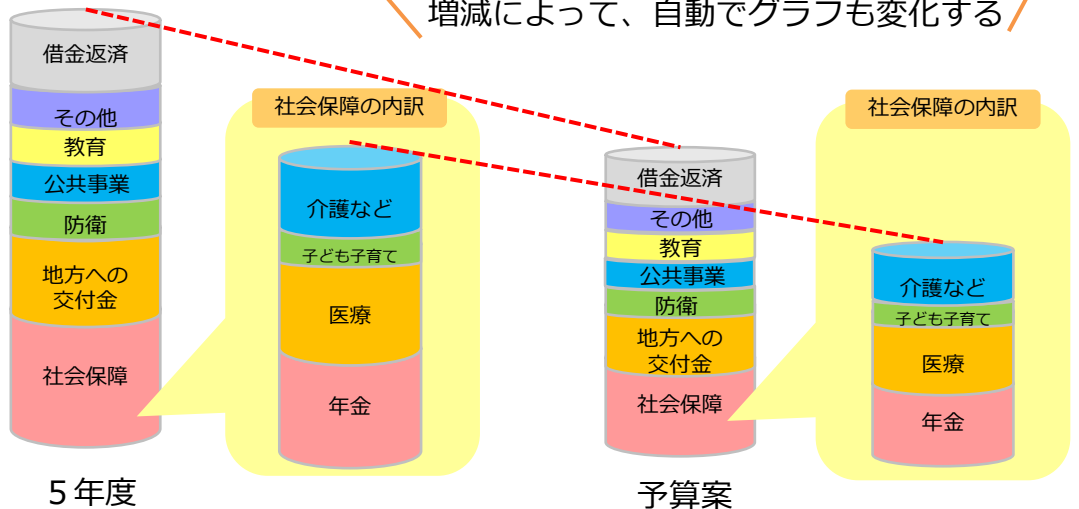 増減によって、自動でグラフも変化する
借金返済
その他
教育
公共事業
防衛
地方への
交付金
社会保障
5年度
社会保障の内訳
介護など
子ども子育て
医療
年金
借金返済
その他
教育
公共事業
防衛
地方への
交付金
社会保障
予算案
社会保障の内訳
介護など
子ども子育て
医療
年金